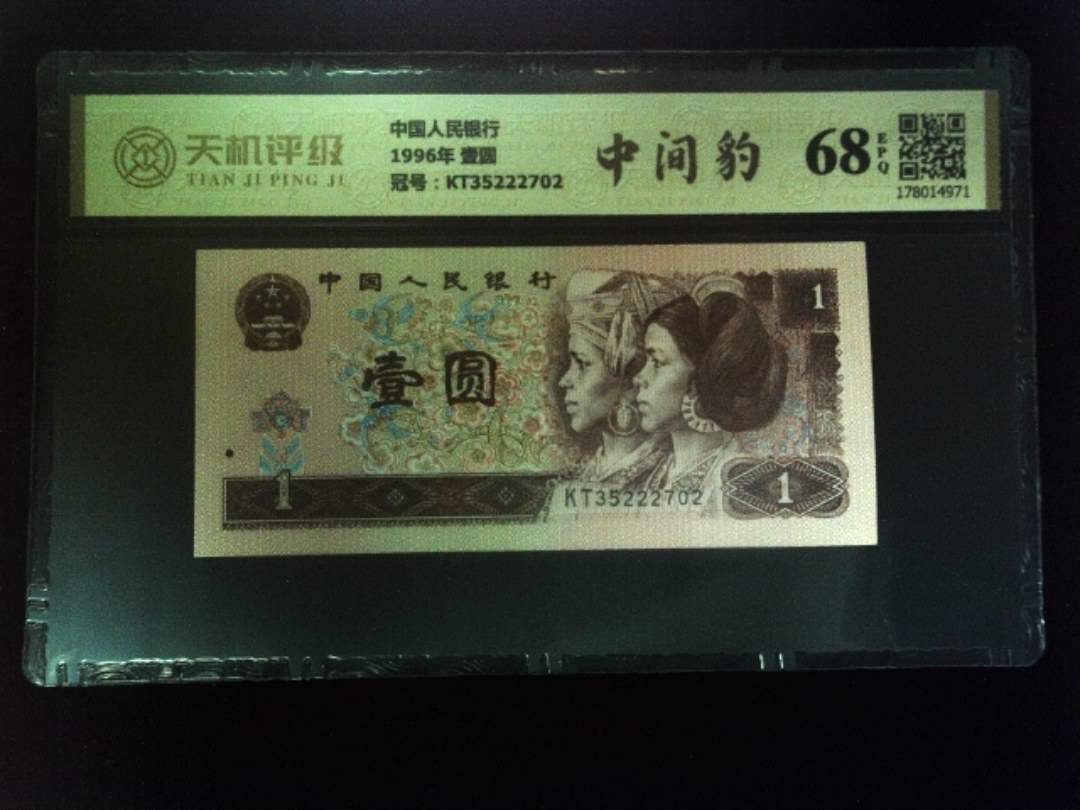 天机评级
TIAN JI PING JI
中国人民银行
1996年 壹圆
冠号：KT35222702
中间豹
68
EPQ
178014971
中国人民银行
1
壹圆
1
KT35222702
1